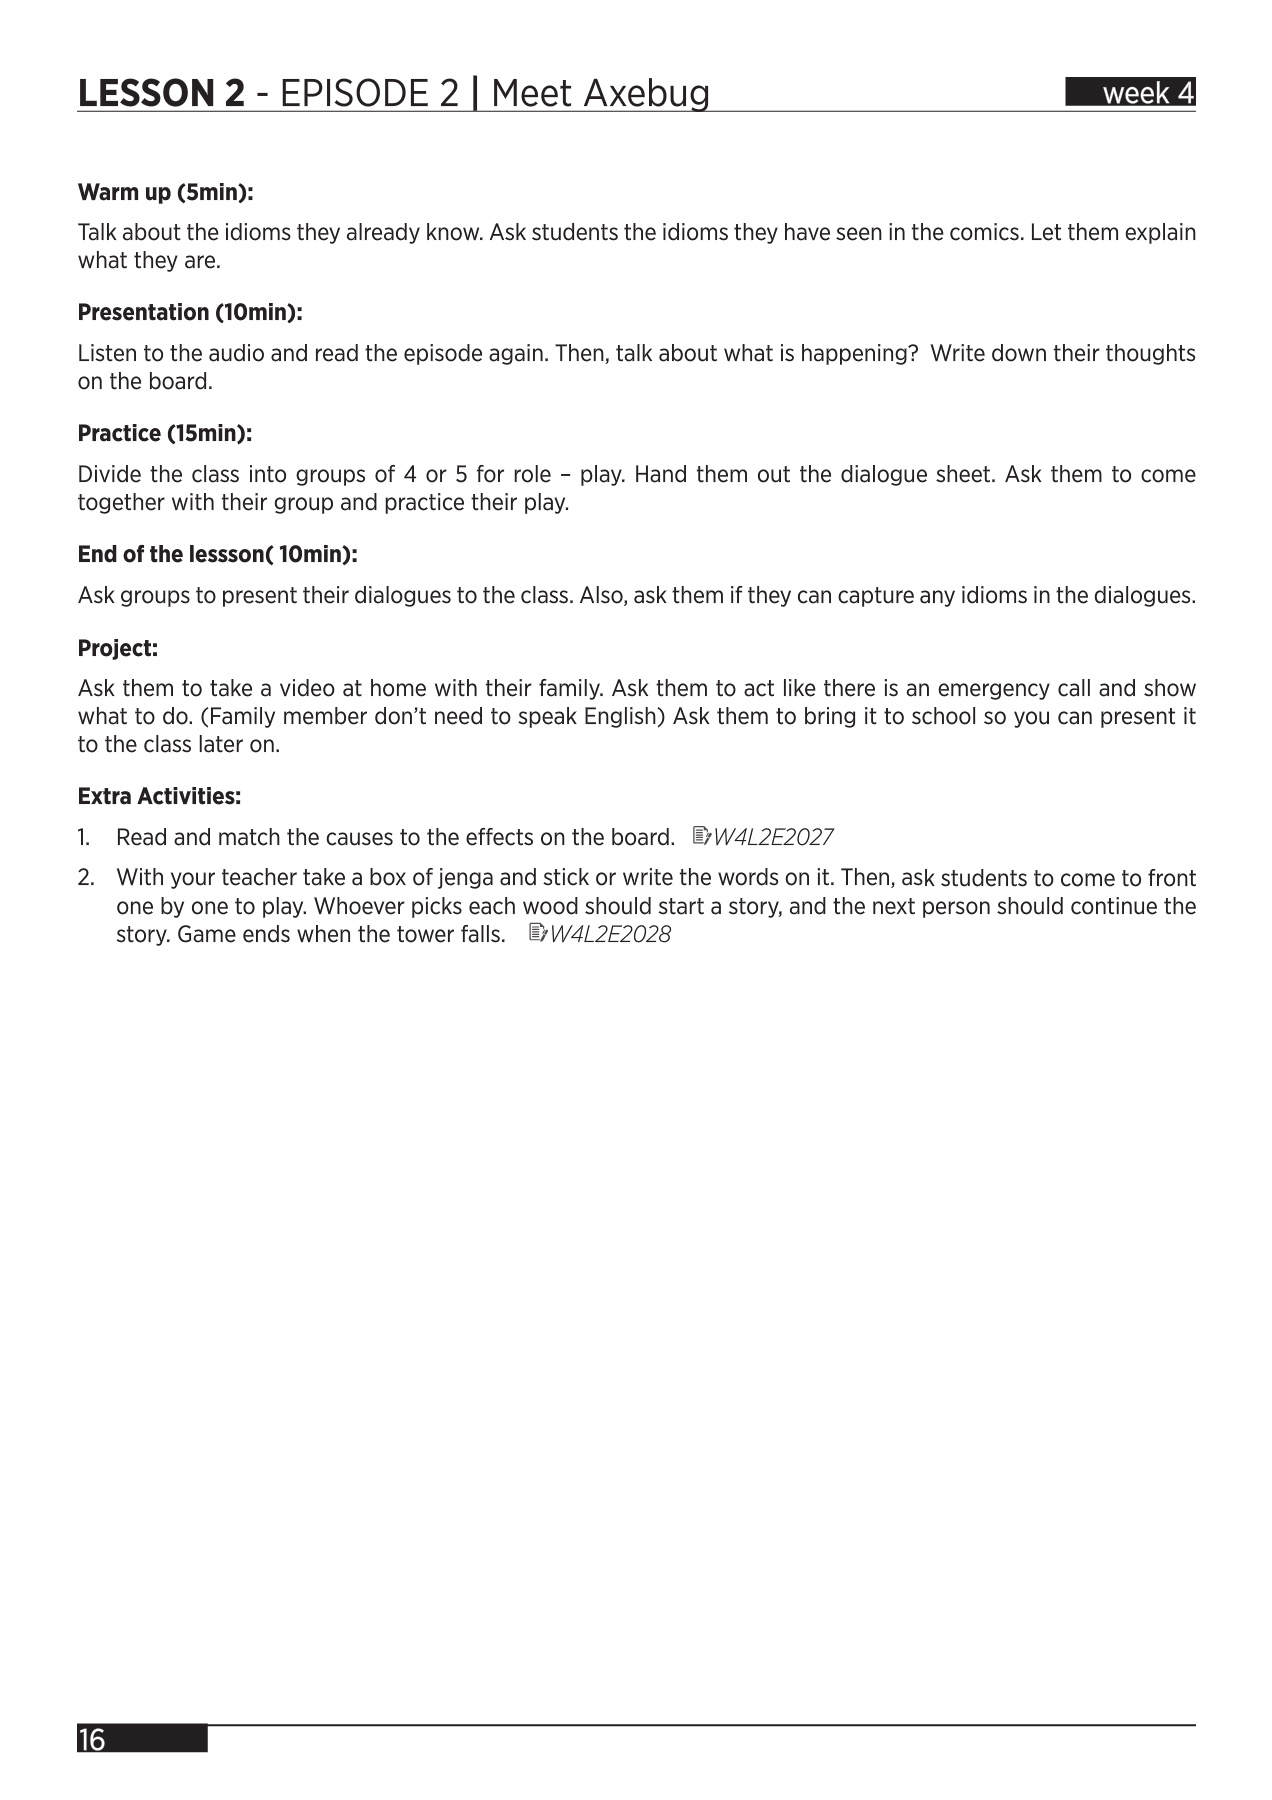 LESSON 2 - EPISODE 2 | Meet Axebug
week 4
Warm up (5min):
Talk about the idioms they already know. Ask students the idioms they have seen in the comics. Let them explain
what they are.
Presentation (10min):
Listen to the audio and read the episode again. Then, talk about what is happening?  Write down their thoughts
on the board.
Practice (15min):
Divide the class into groups of 4 or 5 for role – play. Hand them out the dialogue sheet. Ask them to come
together with their group and practice their play.
End of the lessson( 10min):
Ask groups to present their dialogues to the class. Also, ask them if they can capture any idioms in the dialogues.
Project:
Ask them to take a video at home with their family. Ask them to act like there is an emergency call and show
what to do. (Family member don’t need to speak English) Ask them to bring it to school so you can present it
to the class later on.
Extra Activities:
1. Read and match the causes to the effects on the board. W4L2E2027
2. With your teacher take a box of jenga and stick or write the words on it. Then, ask students to come to front
one by one to play. Whoever picks each wood should start a story, and the next person should continue the
story. Game ends when the tower falls. W4L2E2028
16